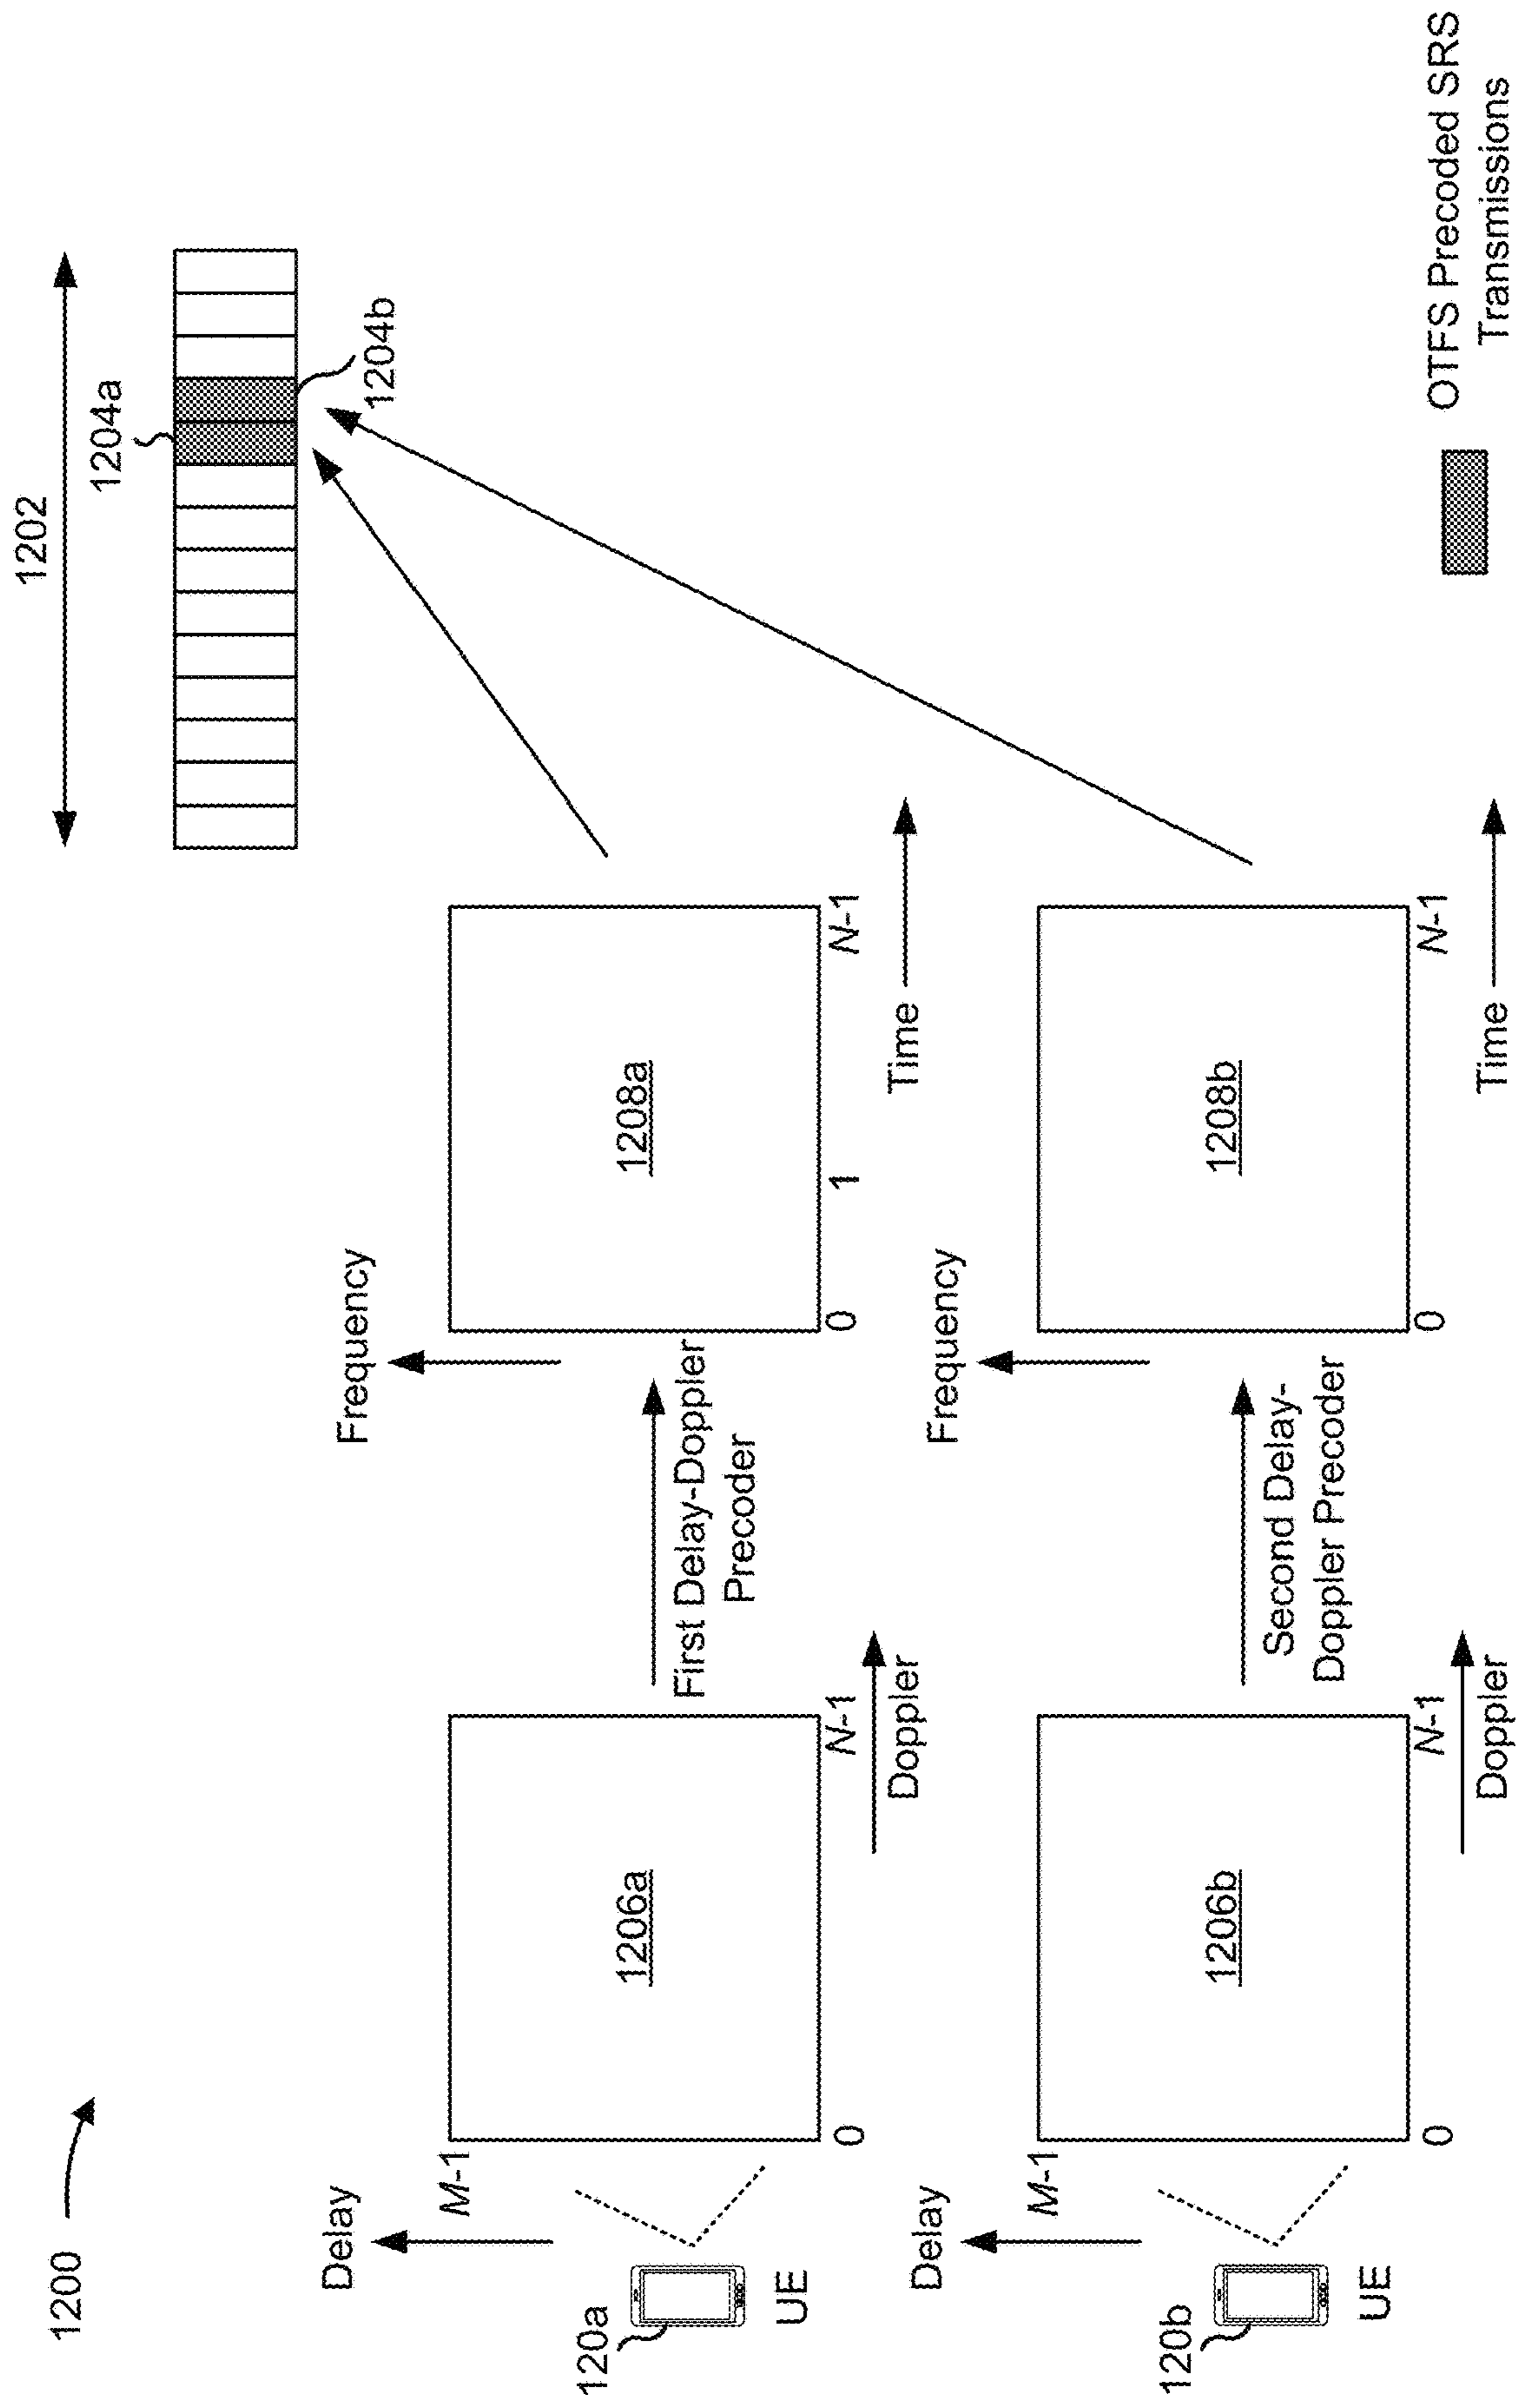 1200
1202
1204a
1204b
Delay
M-1
120a
UE
1206a
0
N-1
Doppler
First Delay-Doppler
Precoder
Frequency
1208a
0
1
N-1
Time
Delay
M-1
120b
UE
1206b
0
N-1
Doppler
Second Delay-
Doppler Precoder
Frequency
1208b
0
N-1
Time
OTFS Precoded SRS
Transmissions